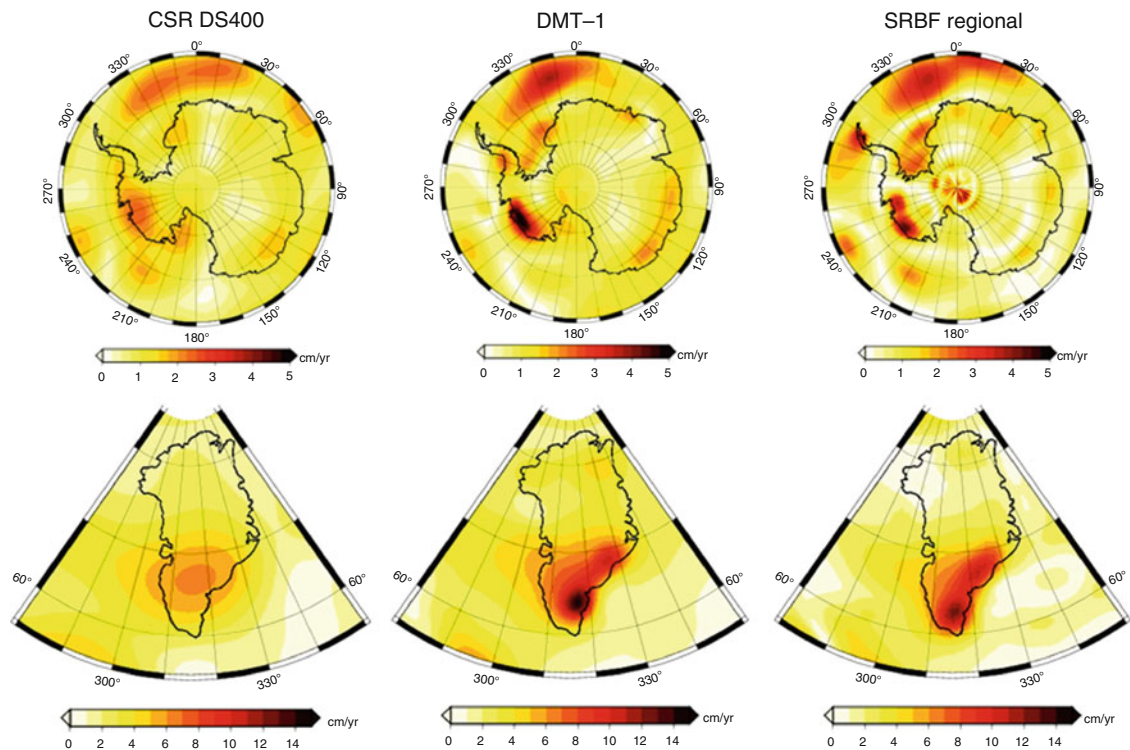 CSR DS400 DMT–1 SRBF regional
0° 30° 60° 90° 120° 150° 180° 210° 240° 270° 300° 330°
0° 30° 60° 90° 120° 150° 180° 210° 240° 270° 300° 330°
0° 30° 60° 90° 120° 150° 180° 210° 240° 270° 300° 330°
cm/yr cm/yr cm/yr
0 1 2 3 4 5 0 1 2 3 4 5 0 1 2 3 4 5
60° 60° 60° 60° 60° 60°
300° 330° 300° 330° 300° 330°
cm/yr cm/yr cm/yr
0 2 4 6 8 10 12 14 0 2 4 6 8 10 12 14 0 2 4 6 8 10 12 14